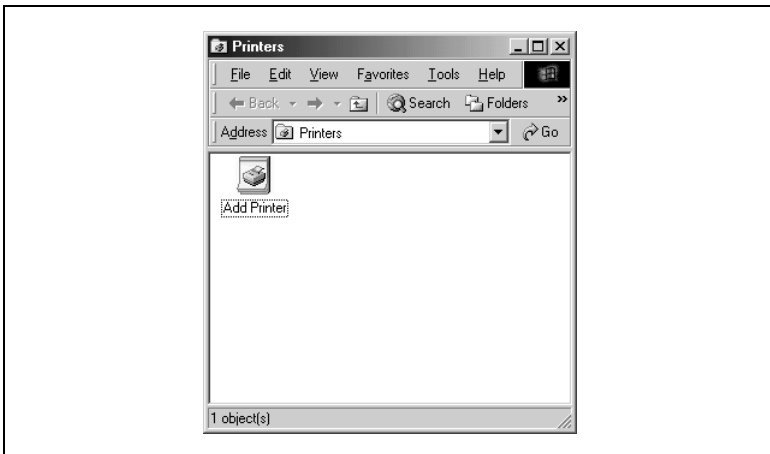 Printers
File Edit View Favorites Tools Help
Back Search Folders »
Address Printers Go
Add Printer
1 object(s)